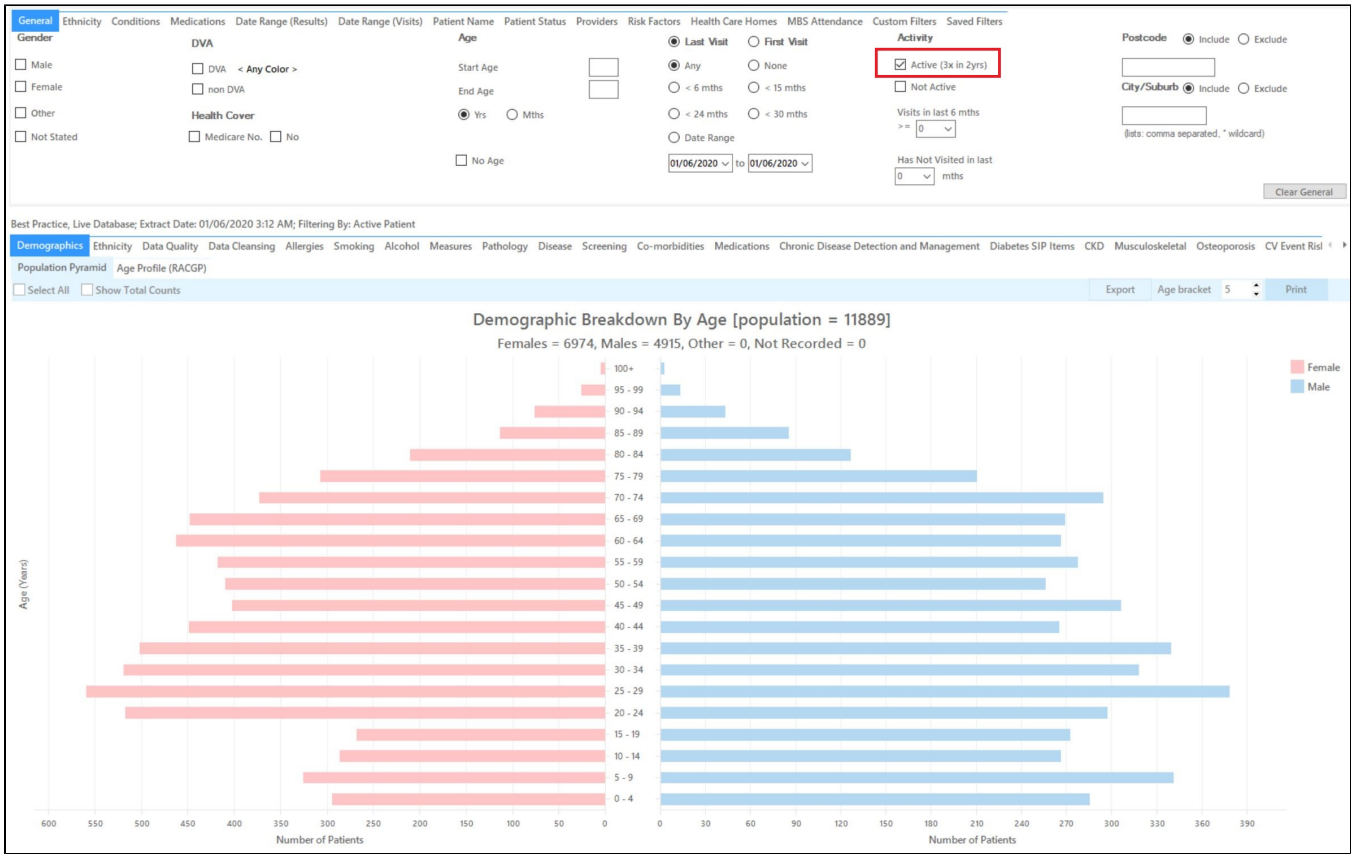 General Ethnicity Conditions Medications Date Range (Results) Date Range (Visits) Patient Name Patient Status Providers Risk Factors Health Care Homes MBS Attendance Custom Filters Saved Filters
Gender
Male
Female
Other
Not Stated
DVA
DVA < Any Color >
non DVA
Health Cover
Medicare No. No
Age
Start Age
End Age
Yrs Mths
No Age
Last Visit First Visit
Any None
< 6 mths < 15 mths
< 24 mths < 30 mths
Date Range
01/06/2020 to 01/06/2020
Activity
Active (3x in 2yrs)
Not Active
Visits in last 6 mths
>= 0
Has Not Visited in last
0 mths
Postcode Include Exclude
City/Suburb Include Exclude
(lists: comma separated, * wildcard)
Clear General
Best Practice, Live Database; Extract Date: 01/06/2020 3:12 AM; Filtering By: Active Patient
Demographics Ethnicity Data Quality Data Cleansing Allergies Smoking Alcohol Measures Pathology Disease Screening Co-morbidities Medications Chronic Disease Detection and Management Diabetes SIP Items CKD Musculoskeletal Osteoporosis CV Event Risl
Population Pyramid Age Profile (RACGP)
Select All Show Total Counts Export Age bracket 5 Print
Demographic Breakdown By Age [population = 11889]
Females = 6974, Males = 4915, Other = 0, Not Recorded = 0
Female
Male
Age (Years)
100+
95 - 99
90 - 94
85 - 89
80 - 84
75 - 79
70 - 74
65 - 69
60 - 64
55 - 59
50 - 54
45 - 49
40 - 44
35 - 39
30 - 34
25 - 29
20 - 24
15 - 19
10 - 14
5 - 9
0 - 4
600 550 500 450 400 350 300 250 200 150 100 50 0 0 30 60 90 120 150 180 210 240 270 300 330 360 390
Number of Patients Number of Patients